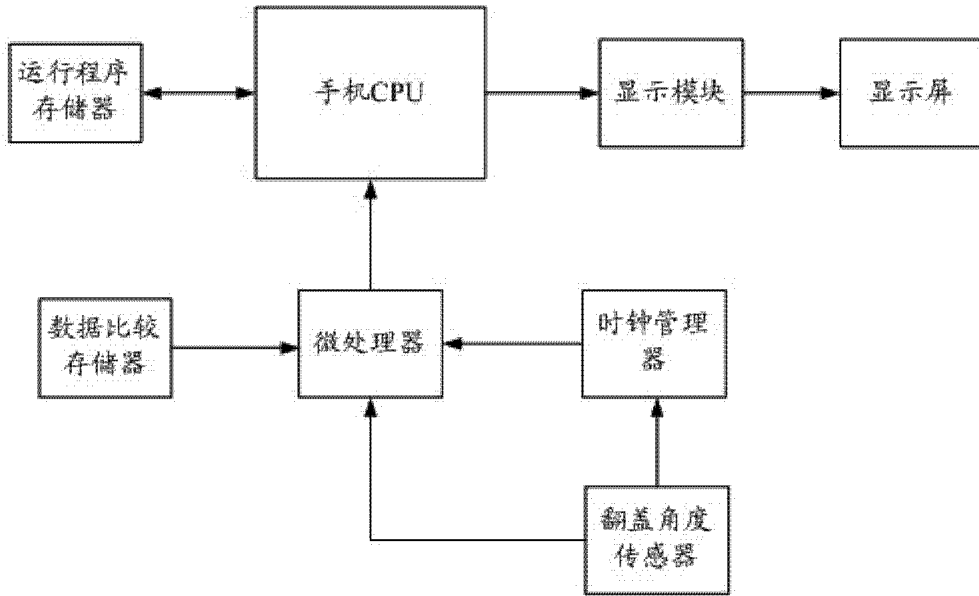 运行程序
存储器
手机CPU
显示模块
显示屏
数据比较
存储器
微处理器
时钟管理
器
翻盖角度
传感器